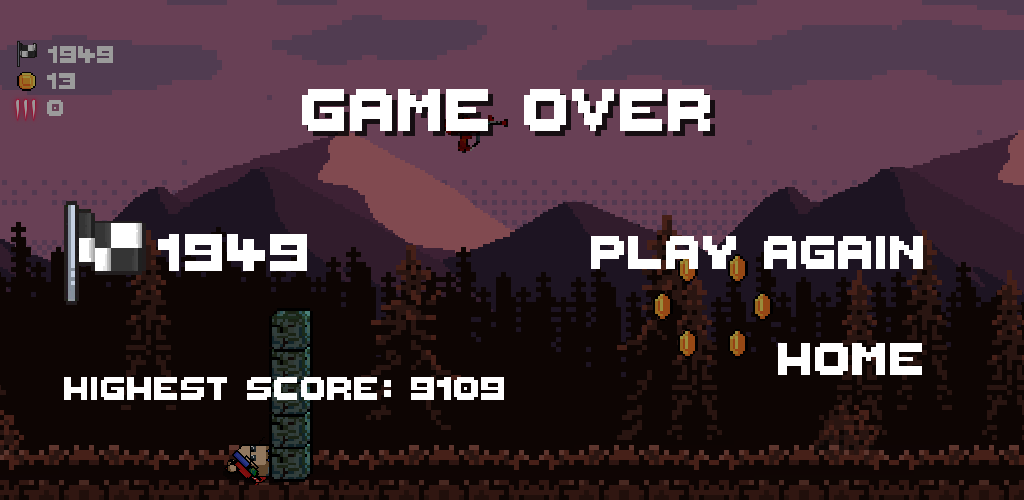 1949
13
0
GAME OVER
1949
PLAY AGAIN
HOME
HIGHEST SCORE: 9109